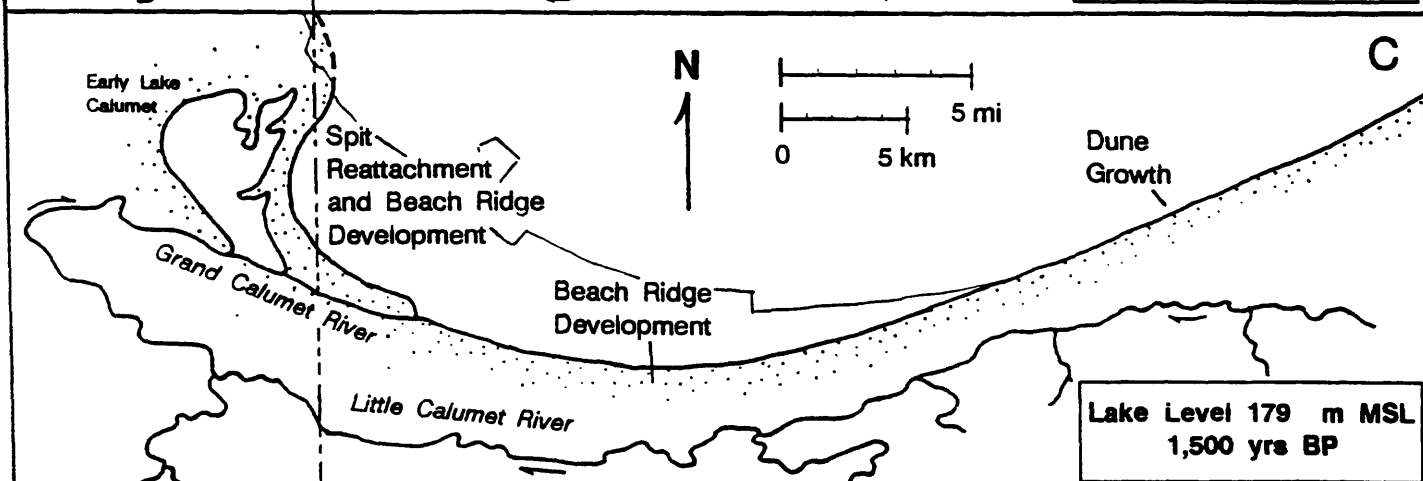 C
N
5 mi
0
5 km
Early Lake
Calumet
Spit
Reattachment
and Beach Ridge
Development
Dune
Growth
Grand Calumet River
Beach Ridge
Development
Little Calumet River
Lake Level 179 m MSL
1,500 yrs BP